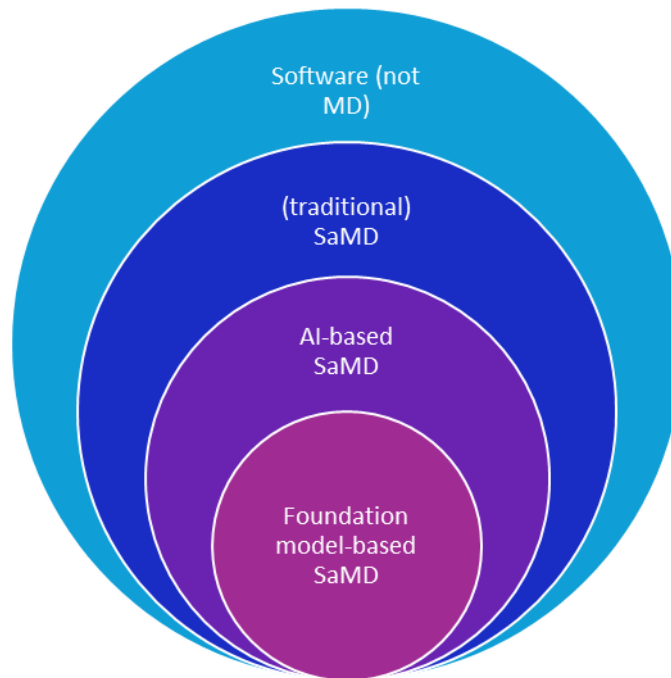 Software (not
MD)
(traditional)
SaMD
AI-based
SaMD
Foundation
model-based
SaMD